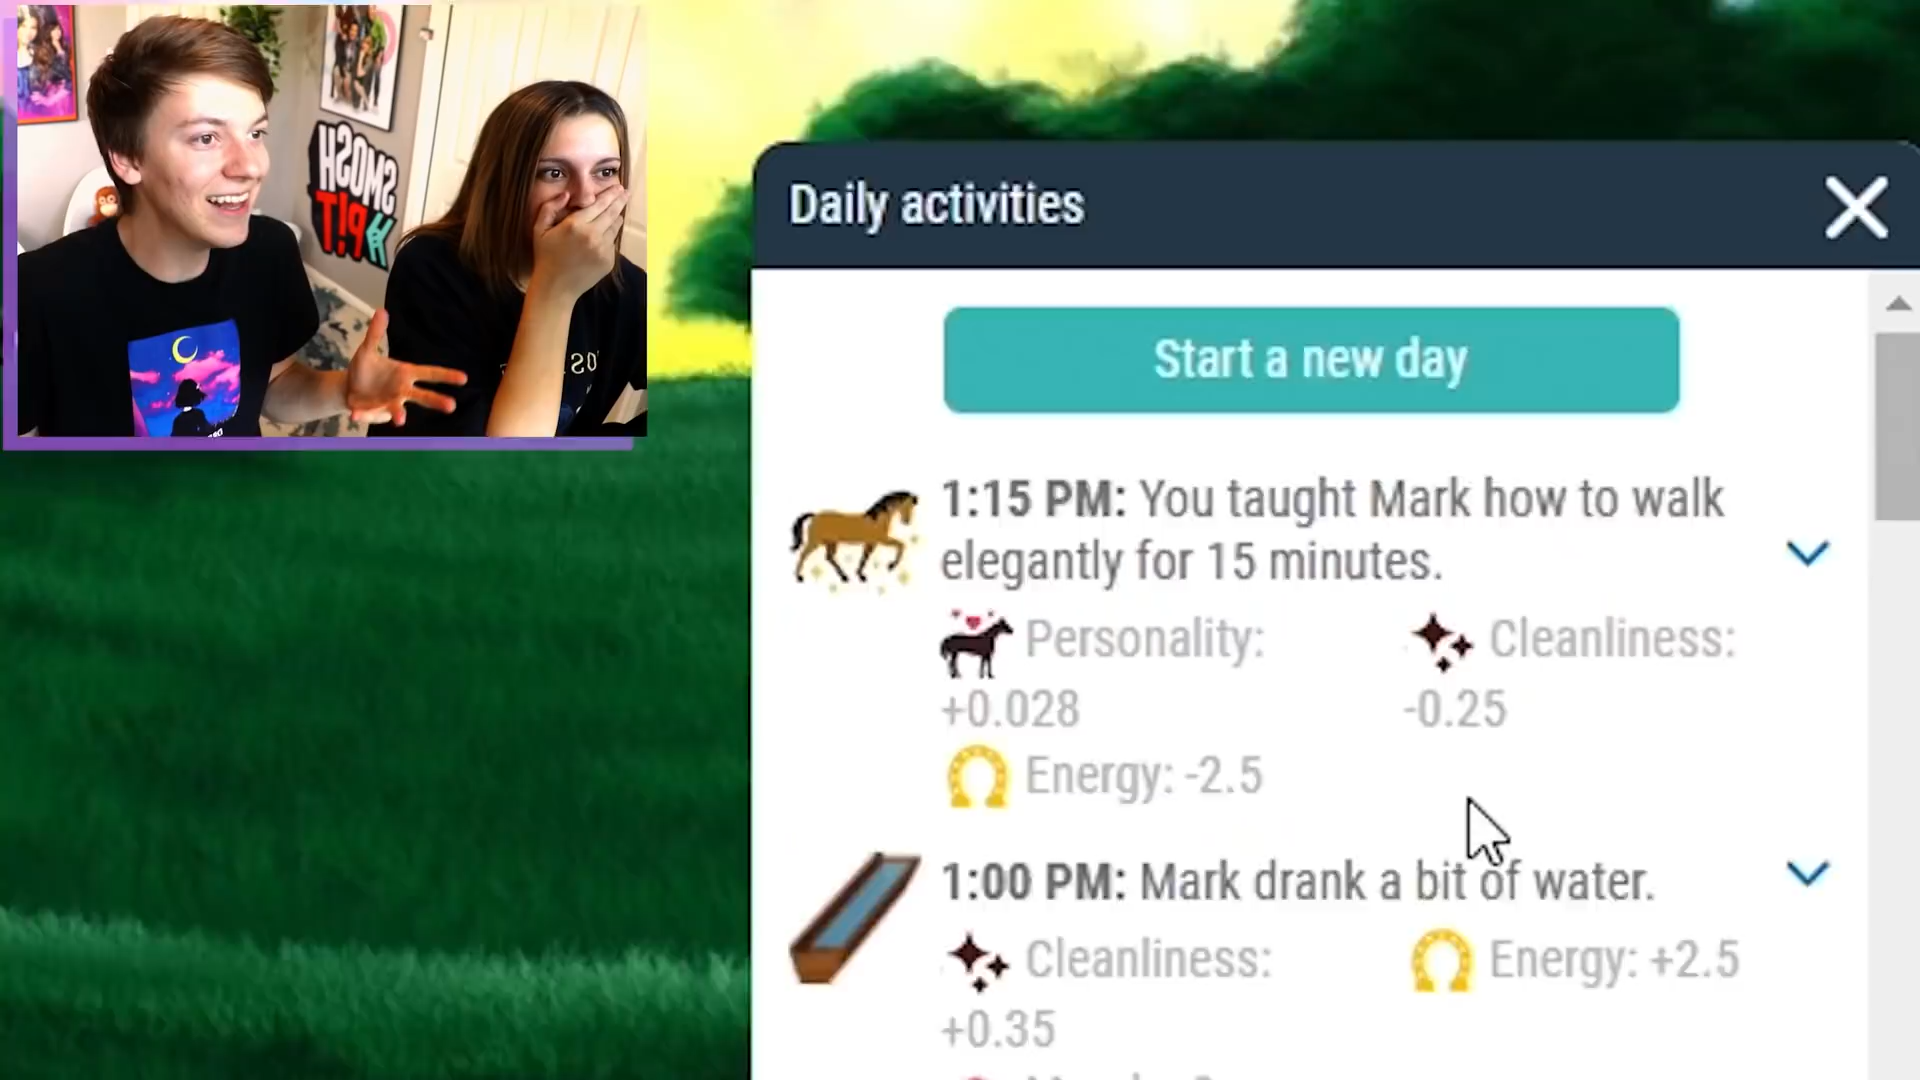 SMOSH
PIT
Daily activities
Start a new day
1:15 PM: You taught Mark how to walk
elegantly for 15 minutes.
Personality:
+0.028
Cleanliness:
-0.25
Energy: -2.5
1:00 PM: Mark drank a bit of water.
Cleanliness:
+0.35
Energy: +2.5